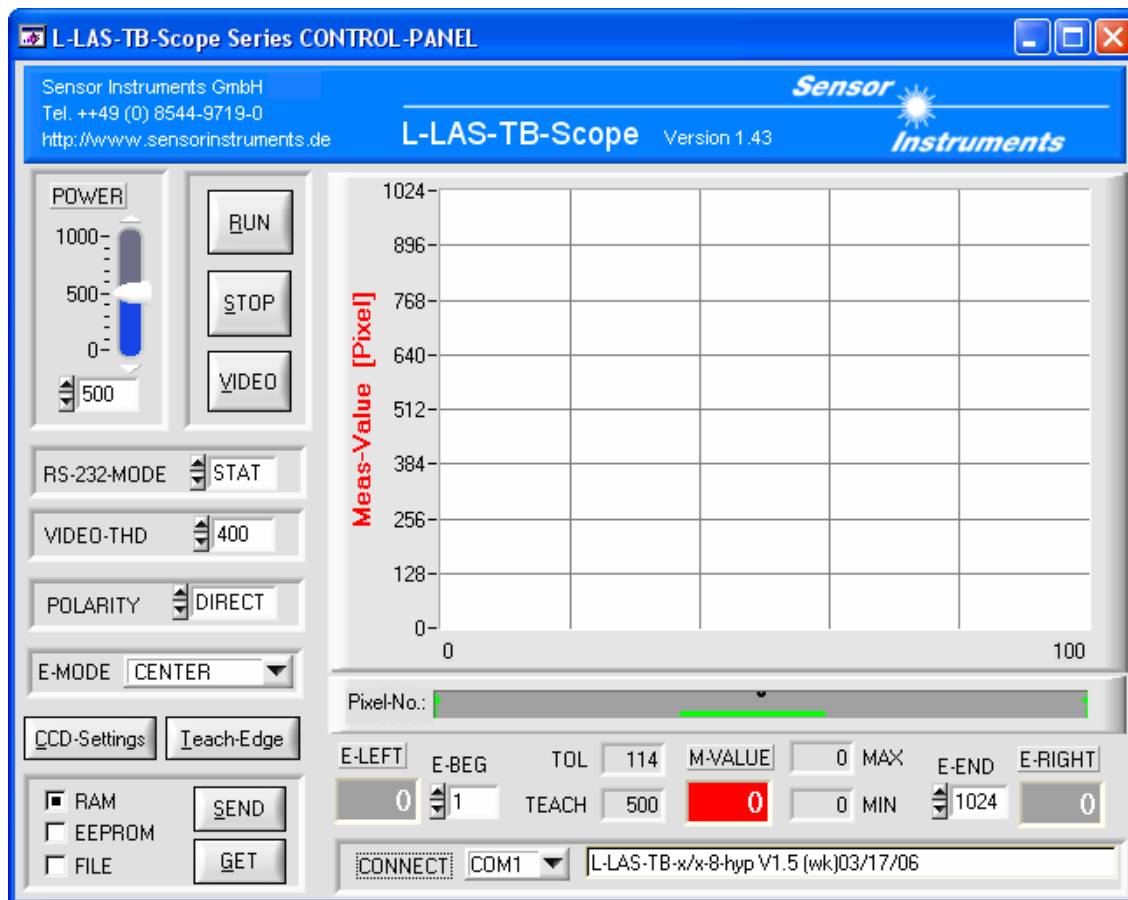 L-LAS-TB-Scope Series CONTROL-PANEL
Sensor Instruments GmbH
Tel. ++49 (0) 8544-9719-0
http://www.sensorinstruments.de
L-LAS-TB-Scope Version 1.43
Sensor
Instruments
POWER
1000
500
0
500
RUN
STOP
VIDEO
RS-232-MODE STAT
VIDEO-THD 400
POLARITY DIRECT
E-MODE CENTER
CCD-Settings Teach-Edge
RAM
EEPROM
FILE
SEND
GET
Meas-Value [Pixel]
1024
896
768
640
512
384
256
128
0
0 100
Pixel-No.:
E-LEFT
0
E-BEG
1
TOL 114
TEACH 500
M-VALUE
0
0 MAX
0 MIN
E-END
1024
E-RIGHT
0
CONNECT COM1 L-LAS-TB-x/x-8-hyp V1.5 (wk)03/17/06